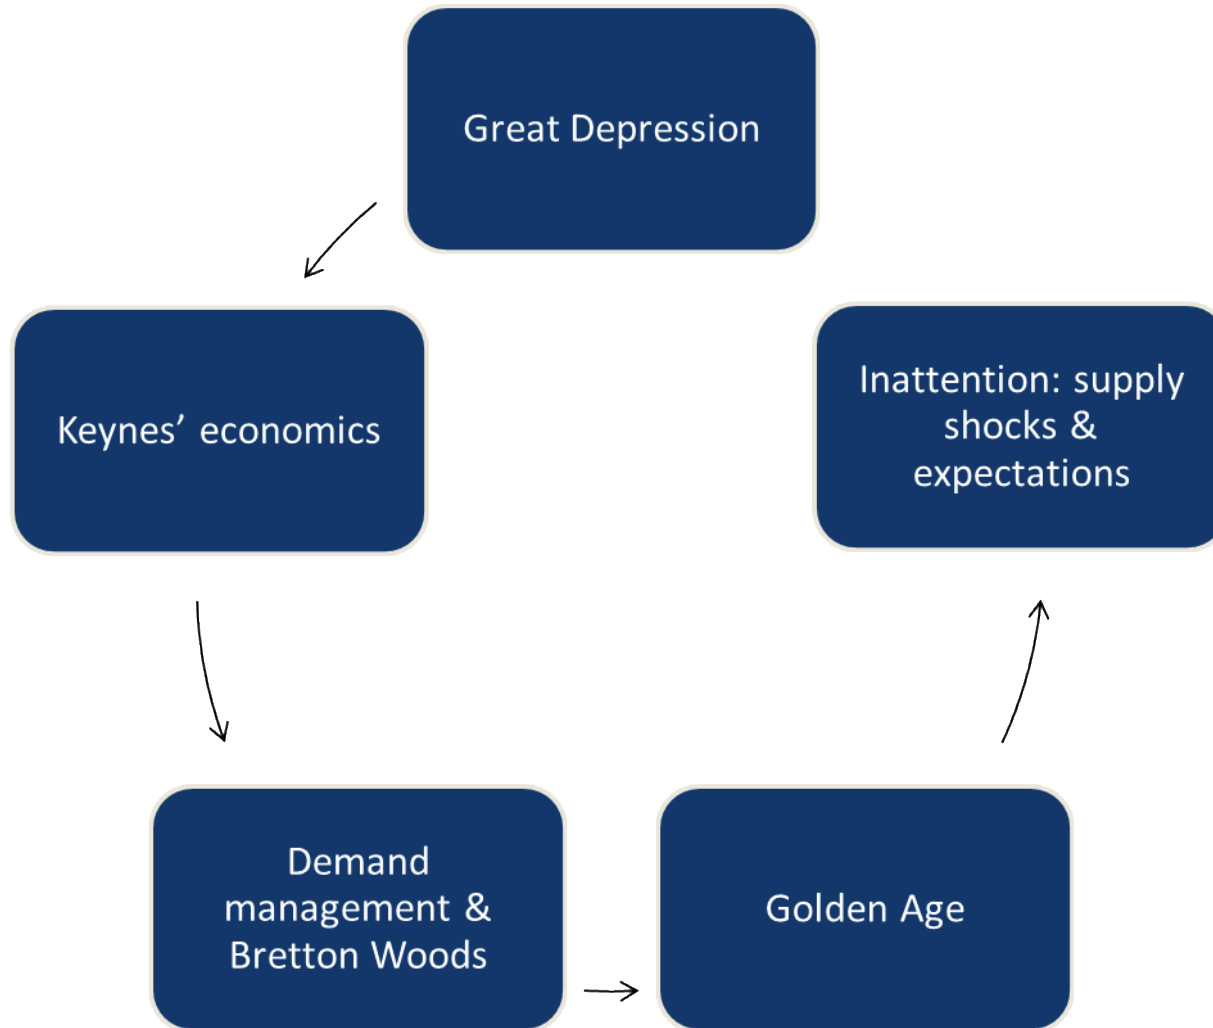 Great Depression
Keynes’ economics
Demand
management &
Bretton Woods
Golden Age
Inattention: supply
shocks &
expectations